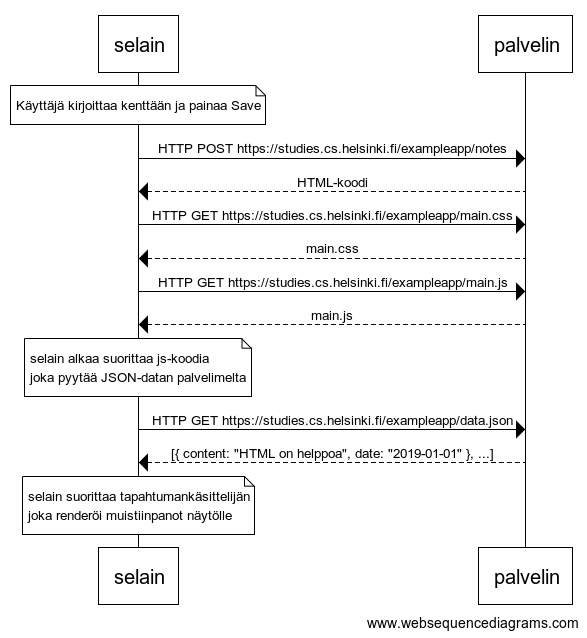 selain
palvelin
Käyttäjä kirjoittaa kenttään ja painaa Save
HTTP POST https://studies.cs.helsinki.fi/exampleapp/notes
HTML-koodi
HTTP GET https://studies.cs.helsinki.fi/exampleapp/main.css
main.css
HTTP GET https://studies.cs.helsinki.fi/exampleapp/main.js
main.js
selain alkaa suorittaa js-koodia
joka pyytää JSON-datan palvelimelta
HTTP GET https://studies.cs.helsinki.fi/exampleapp/data.json
[{ content: "HTML on helppoa", date: "2019-01-01" }, ...]
selain suorittaa tapahtumankäsittelijän
joka renderöi muistiinpanot näytölle
selain
palvelin
www.websequencediagrams.com